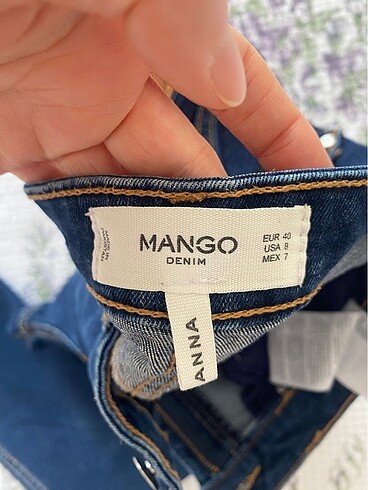 MANGO
DENIM
EUR 40
USA 8
MEX 7
ANNA